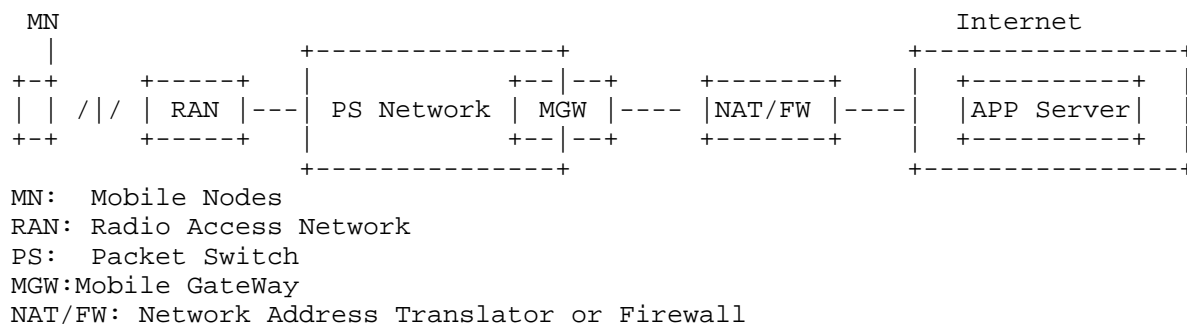 MN Internet
RAN PS Network MGW NAT/FW APP Server
MN: Mobile Nodes
RAN: Radio Access Network
PS: Packet Switch
MGW:Mobile GateWay
NAT/FW: Network Address Translator or Firewall